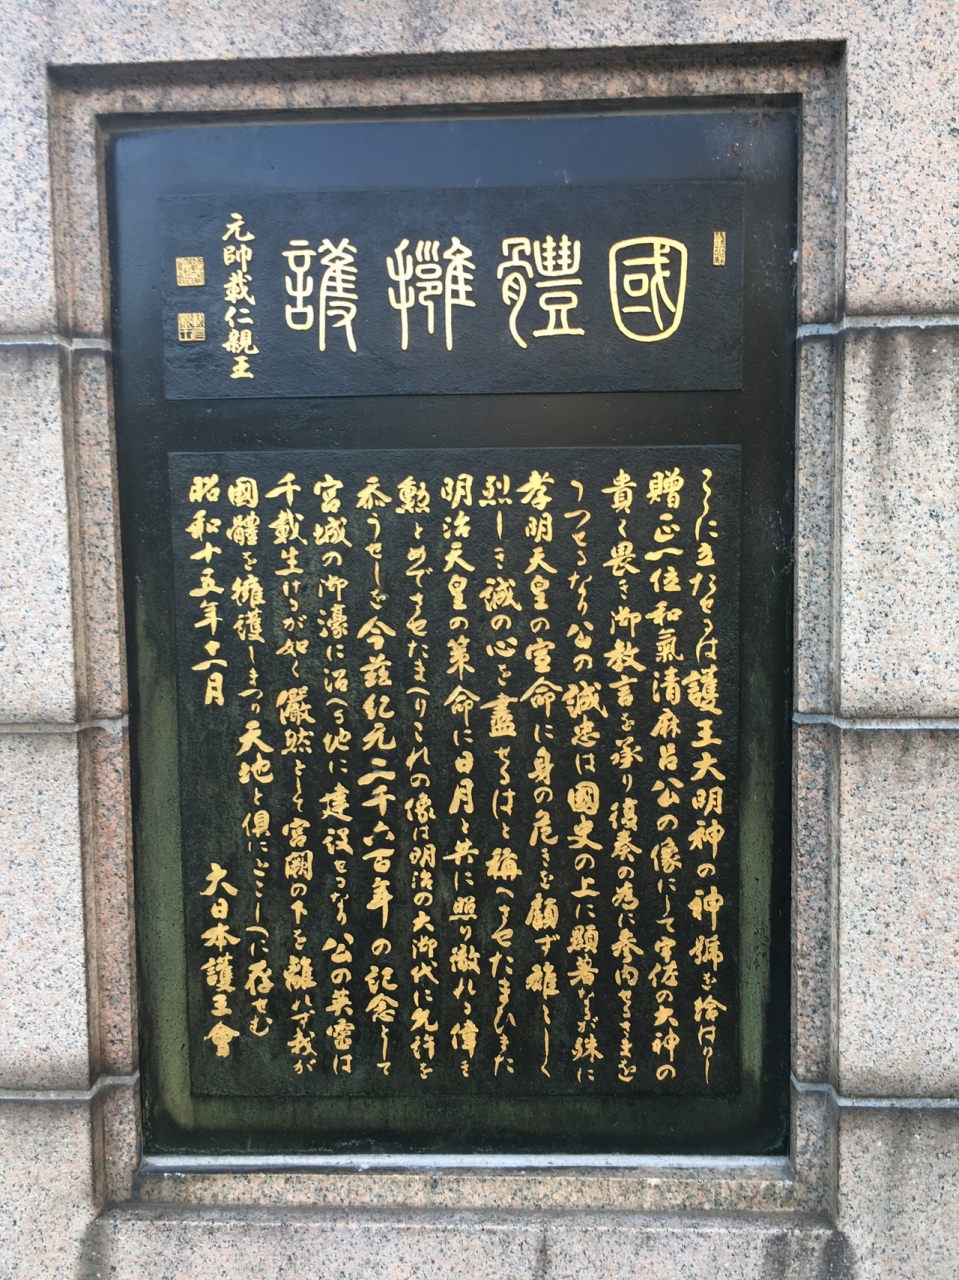 國體擁護
元帥載仁親王
こゝに立たせるは護王大明神の神號を給はりし
贈正一位和氣清麻呂公の像にして宇佐の大神の
貴く畏き御教言を承り復奏の為に參内せるさまを
うつせるなり公の誠忠は國史の上に顯著なるが殊に
孝明天皇の宣命に身の危きを顧ず雄々しく
烈しき誠の心を盡せるはと稱へさせたまひまた
明治天皇の策命に日月と共に照り徹れる偉き
勲とめでさせたまへりこれの像は明治の大御代に允許を
忝うせしを今茲紀元二千六百年の記念として
宮城の御濠に沿へる地に建設せるなり公の英靈は
千載生けるが如く儼然として宮闕の下を離れず我が
國體を擁護しまつり天地と倶にとこしへに存せむ
昭和十五年十一月
大日本護王會